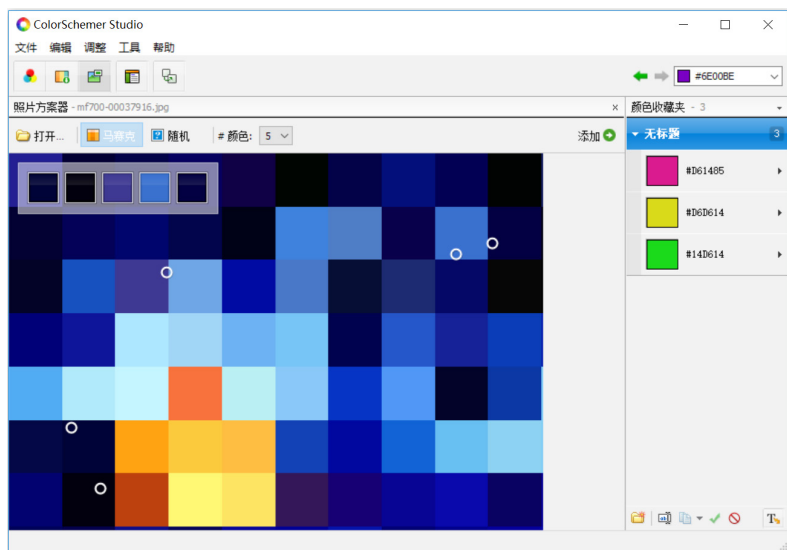 ColorSchemer Studio
文件 编辑 调整 工具 帮助
#6E00BE
照片方案器 - mf700-00037916.jpg
颜色收藏夹 - 3
打开... 马赛克 随机 # 颜色: 5 添加
无标题 3
#D61485
#D6D614
#14D614